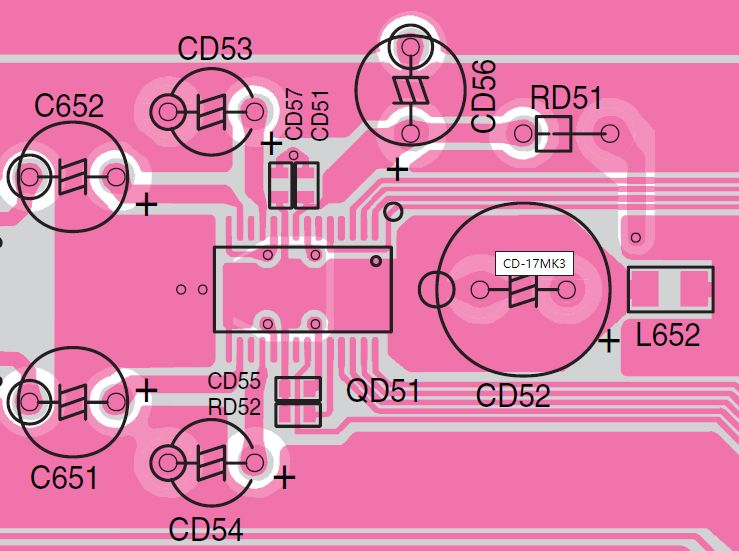 CD53
C652
CD57
CD51
CD56
RD51
+
+
+
CD-17MK3
+
L652
CD55
RD52
QD51
CD52
+
C651
+
CD54